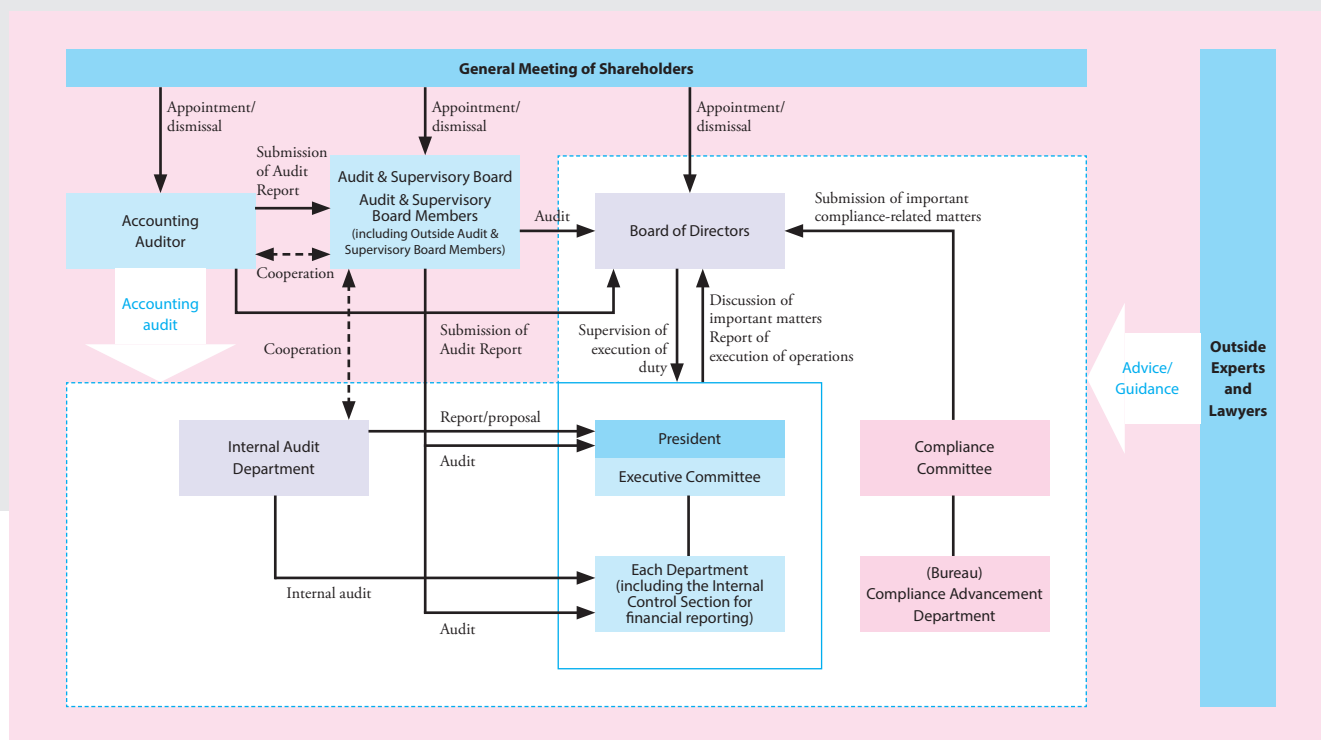 General Meeting of Shareholders
Appointment/
dismissal
Appointment/
dismissal
Appointment/
dismissal
Submission
of Audit
Report
Audit & Supervisory Board
Audit & Supervisory
Board Members
(including Outside Audit &
Supervisory Board Members)
Accounting
Auditor
Audit
Board of Directors
Submission of important
compliance-related matters
Cooperation
Accounting
audit
Cooperation
Submission of
Audit Report
Supervision of
execution of
duty
Discussion of
important matters
Report of
execution of operations
Advice/
Guidance
Outside
Experts
and
Lawyers
Internal Audit
Department
Report/proposal
Audit
President
Executive Committee
Compliance
Committee
Internal audit
Audit
Each Department
(including the Internal
Control Section for
financial reporting)
(Bureau)
Compliance Advancement
Department